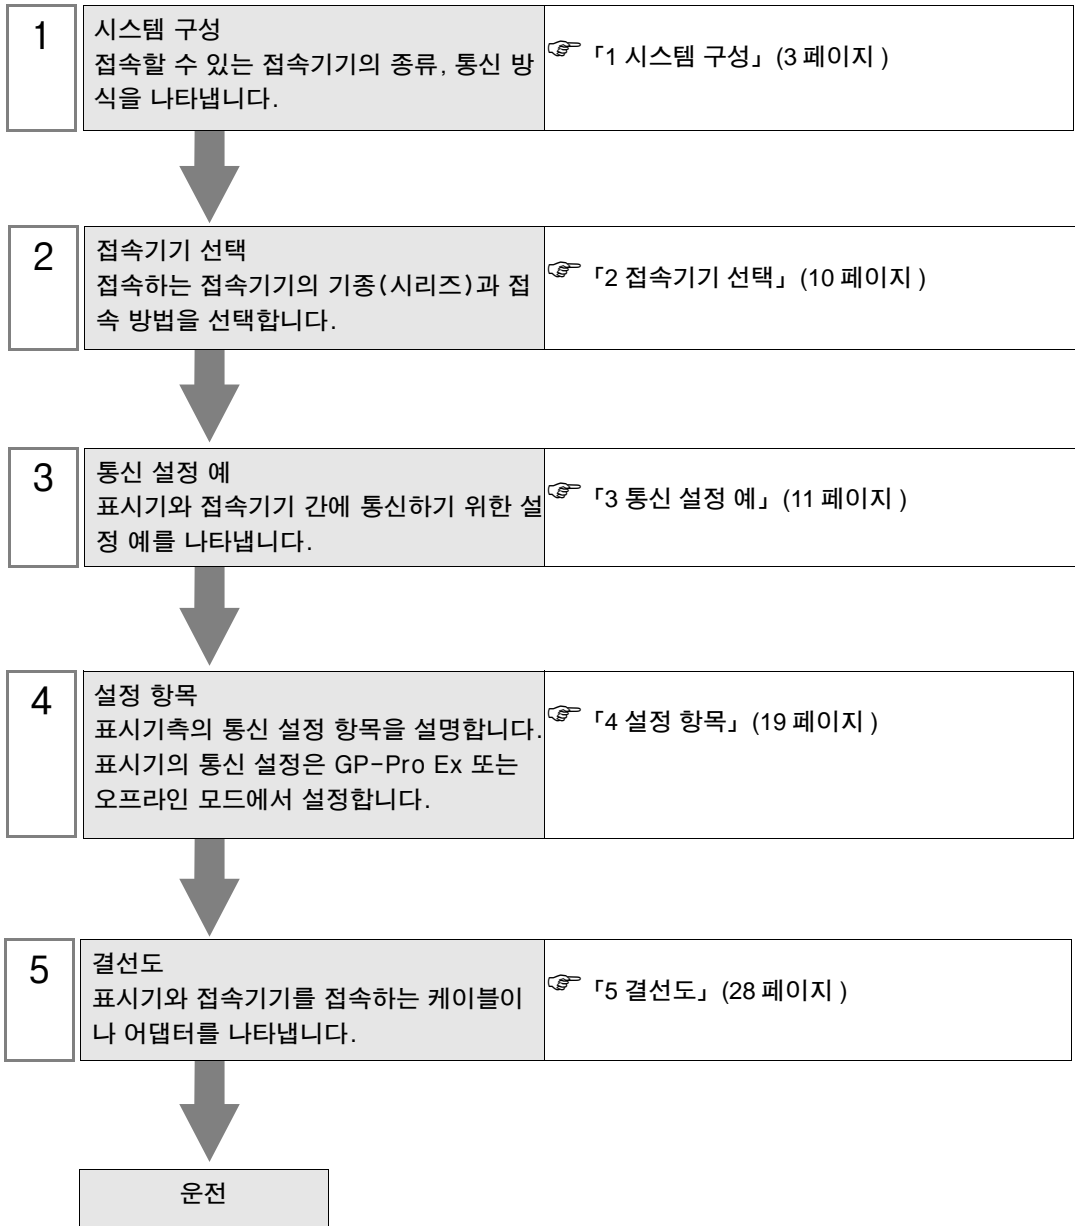 1
시스템 구성
접속할 수 있는 접속기기의 종류, 통신 방
식을 나타냅니다.
☞「1 시스템 구성」(3 페이지 )
2
접속기기 선택
접속하는 접속기기의 기종(시리즈)과 접
속 방법을 선택합니다.
☞「2 접속기기 선택」(10 페이지 )
3
통신 설정 예
표시기와 접속기기 간에 통신하기 위한 설
정 예를 나타냅니다.
☞「3 통신 설정 예」(11 페이지 )
4
설정 항목
표시기측의 통신 설정 항목을 설명합니다.
표시기의 통신 설정은 GP-Pro Ex 또는
오프라인 모드에서 설정합니다.
☞「4 설정 항목」(19 페이지 )
5
결선도
표시기와 접속기기를 접속하는 케이블이
나 어댑터를 나타냅니다.
☞「5 결선도」(28 페이지 )
운전